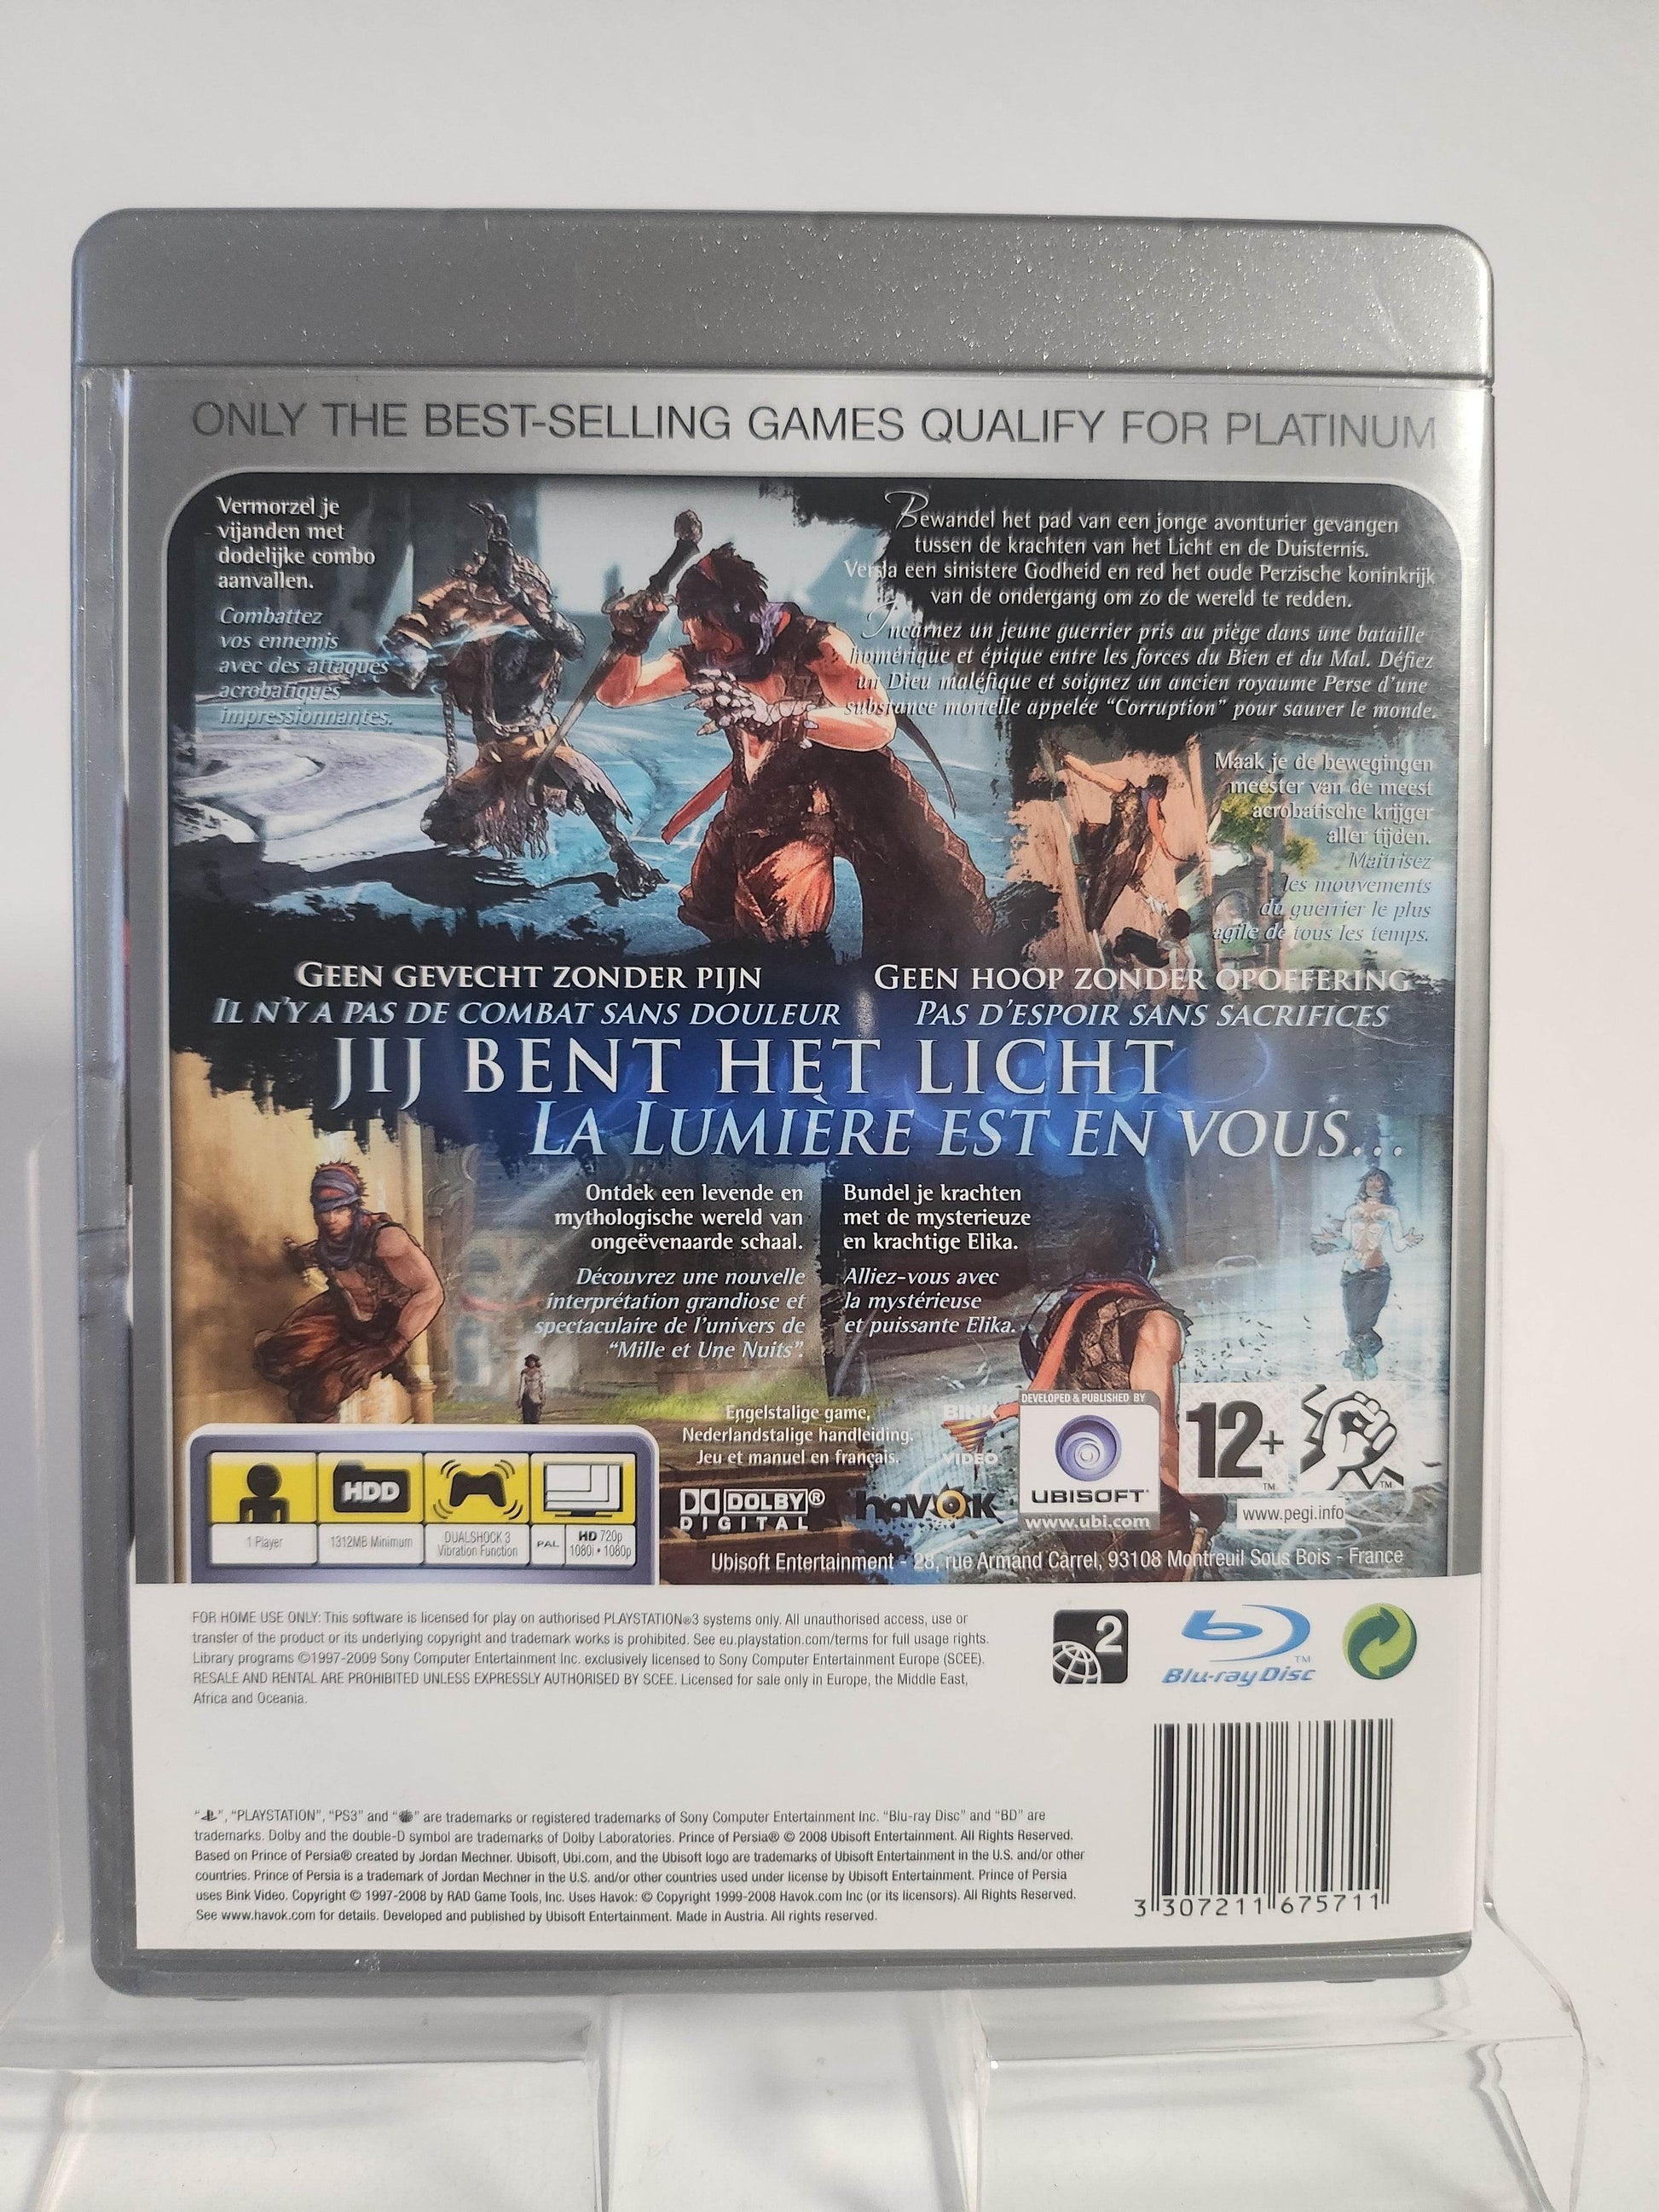 ONLY THE BEST-SELLING GAMES QUALIFY FOR PLATINUM
Vermorzel je
vijanden met
dodelijke combo
aanvallen.
Combattez
vos ennemis
avec des attaques
acrobatiques
impressionnantes.
Bewandel het pad van een jonge avonturier gevangen
tussen de krachten van het Licht en de Duisternis.
Versla een sinistere Godheid en red het oude Perzische koninkrijk
van de ondergang om zo de wereld te redden.
Incarnez un jeune guerrier pris au piège dans une bataille
homérique et épique entre les forces du Bien et du Mal. Défiez
un Dieu maléfique et soignez un ancien royaume Perse d'une
substance mortelle appelée "Corruption" pour sauver le monde.
Maak je de bewegingen
meester van de meest
acrobatische krijger
aller tijden.
Maîtrisez
les mouvements
du guerrier le plus
agile de tous les temps.
GEEN GEVECHT ZONDER PIJN
IL N'Y A PAS DE COMBAT SANS DOULEUR
GEEN HOOP ZONDER OPOFFERING
PAS D'ESPOIR SANS SACRIFICES
JIJ BENT HET LICHT
LA LUMIÈRE EST EN VOUS...
Ontdek een levende en
mythologische wereld van
ongeëvenaarde schaal.
Découvrez une nouvelle
interprétation grandiose et
spectaculaire de l'univers de
"Mille et Une Nuits".
Bundel je krachten
met de mysterieuze
en krachtige Elika.
Alliez-vous avec
la mystérieuse
et puissante Elika.
Engelstalige game,
Nederlandstalige handleiding.
Jeu et manuel en français.
BINK
VIDEO
DEVELOPED & PUBLISHED BY
UBISOFT
www.ubi.com
12+
TM
TM
www.pegi.info
HDD
1 Player
1312MB Minimum
DUALSHOCK 3
Vibration Function
PAL
HD 720p
1080i • 1080p
DOLBY®
DIGITAL
havok
Ubisoft Entertainment - 28, rue Armand Carrel, 93108 Montreuil Sous Bois - France
FOR HOME USE ONLY: This software is licensed for play on authorised PLAYSTATION®3 systems only. All unauthorised access, use or
transfer of the product or its underlying copyright and trademark works is prohibited. See eu.playstation.com/terms for full usage rights.
Library programs ©1997-2009 Sony Computer Entertainment Inc. exclusively licensed to Sony Computer Entertainment Europe (SCEE).
RESALE AND RENTAL ARE PROHIBITED UNLESS EXPRESSLY AUTHORISED BY SCEE. Licensed for sale only in Europe, the Middle East,
Africa and Oceania.
2
TM
Blu-ray Disc
"", "PLAYSTATION", "PS3" and "" are trademarks or registered trademarks of Sony Computer Entertainment Inc. "Blu-ray Disc" and "BD" are
trademarks. Dolby and the double-D symbol are trademarks of Dolby Laboratories. Prince of Persia® © 2008 Ubisoft Entertainment. All Rights Reserved.
Based on Prince of Persia® created by Jordan Mechner. Ubisoft, Ubi.com, and the Ubisoft logo are trademarks of Ubisoft Entertainment in the U.S. and/or other
countries. Prince of Persia is a trademark of Jordan Mechner in the U.S. and/or other countries used under license by Ubisoft Entertainment. Prince of Persia
uses Bink Video. Copyright © 1997-2008 by RAD Game Tools, Inc. Uses Havok: © Copyright 1999-2008 Havok.com Inc (or its licensors). All Rights Reserved.
See www.havok.com for details. Developed and published by Ubisoft Entertainment. Made in Austria. All rights reserved.
3 307211 675711